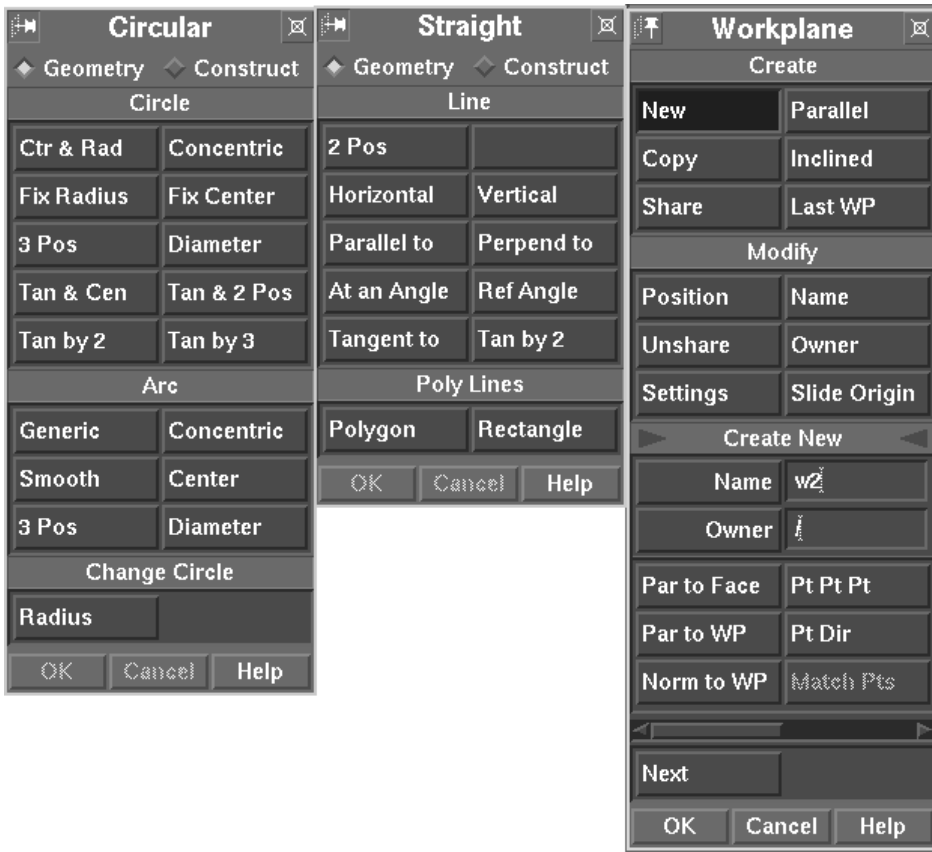 Circular
Geometry Construct
Circle
Ctr & Rad Concentric
Fix Radius Fix Center
3 Pos Diameter
Tan & Cen Tan & 2 Pos
Tan by 2 Tan by 3
Arc
Generic Concentric
Smooth Center
3 Pos Diameter
Change Circle
Radius
OK Cancel Help
Straight
Geometry Construct
Line
2 Pos
Horizontal Vertical
Parallel to Perpend to
At an Angle Ref Angle
Tangent to Tan by 2
Poly Lines
Polygon Rectangle
OK Cancel Help
Workplane
Create
New Parallel
Copy Inclined
Share Last WP
Modify
Position Name
Unshare Owner
Settings Slide Origin
Create New
Name w2
Owner /
Par to Face Pt Pt Pt
Par to WP Pt Dir
Norm to WP Match Pts
Next
OK Cancel Help